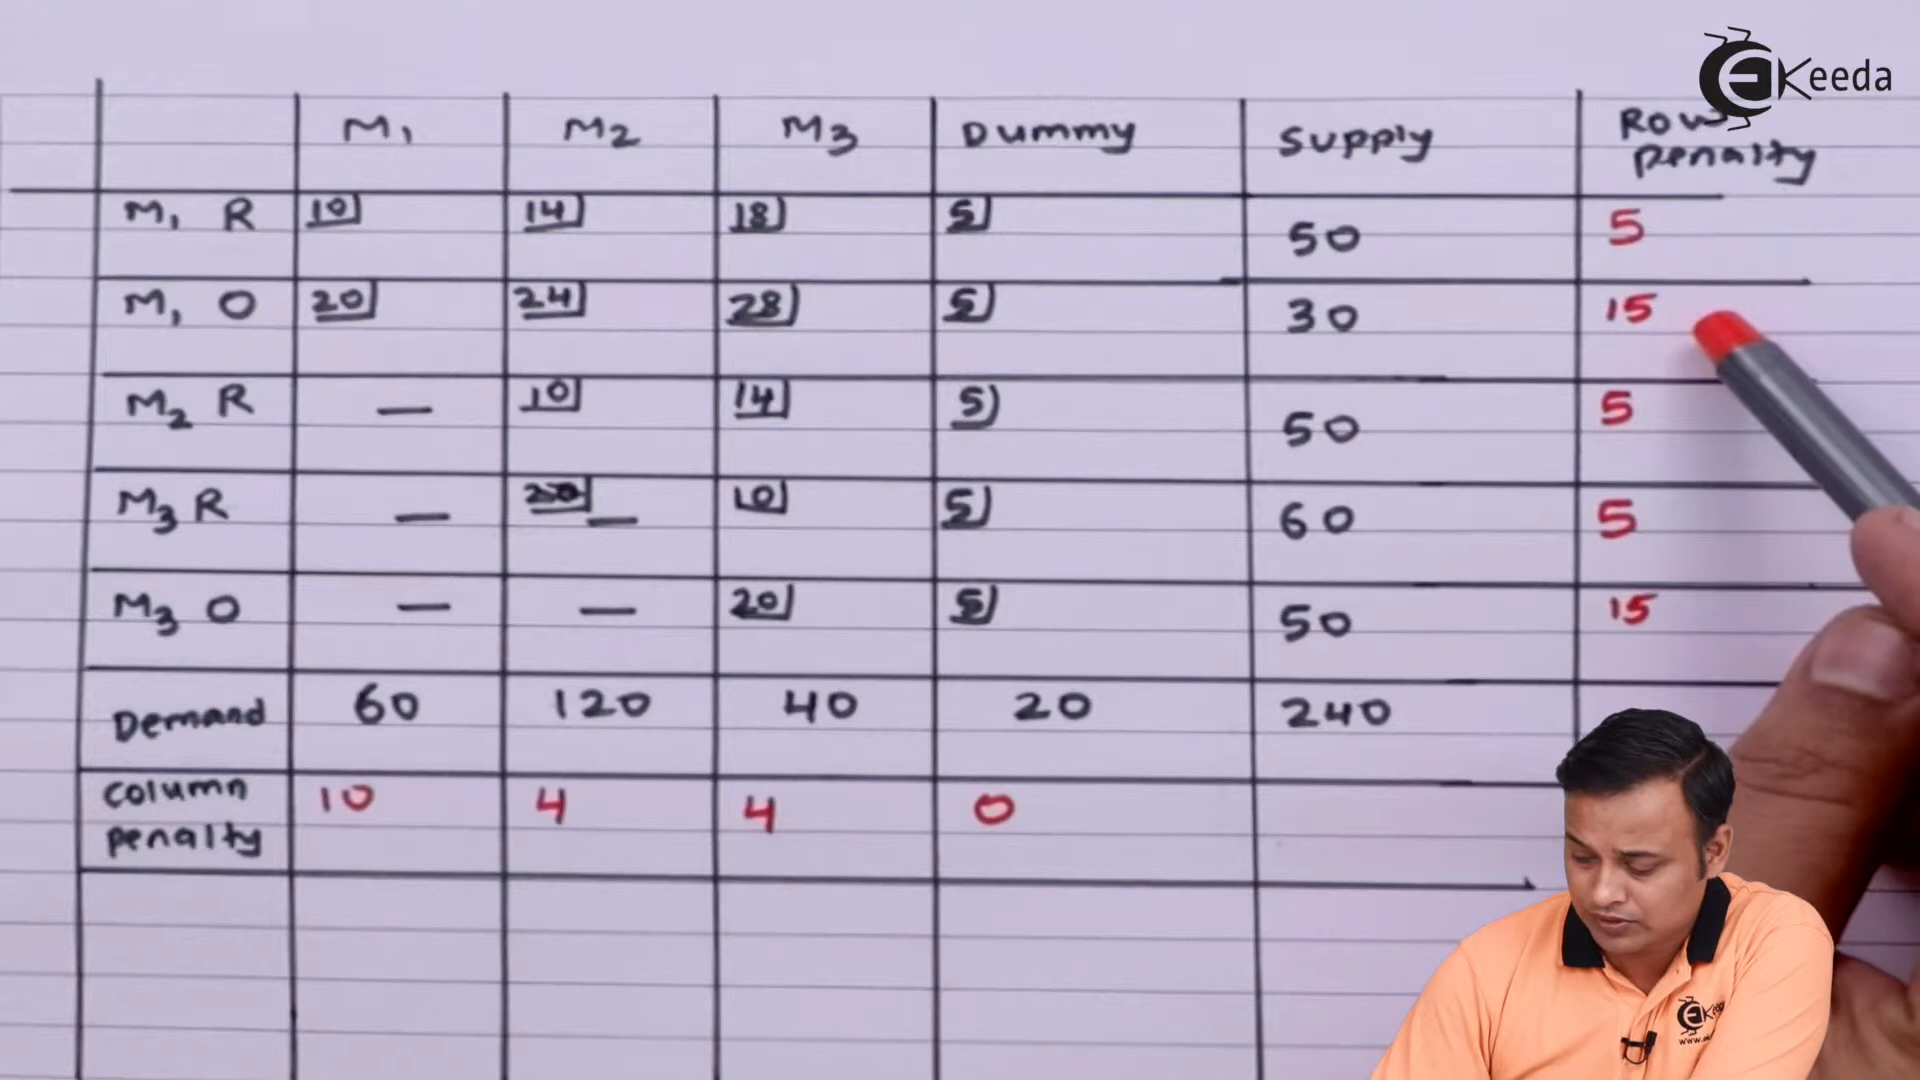 EKeeda
M1 M2 M3 Dummy Supply Row Penalty
M1 R 10 14 18 5 50 5
M1 O 20 24 28 5 30 15
M2 R — 10 14 5 50 5
M3 R — — 10 5 60 5
M3 O — — 20 5 50 15
Demand 60 120 40 20 240
Column penalty 10 4 4 0